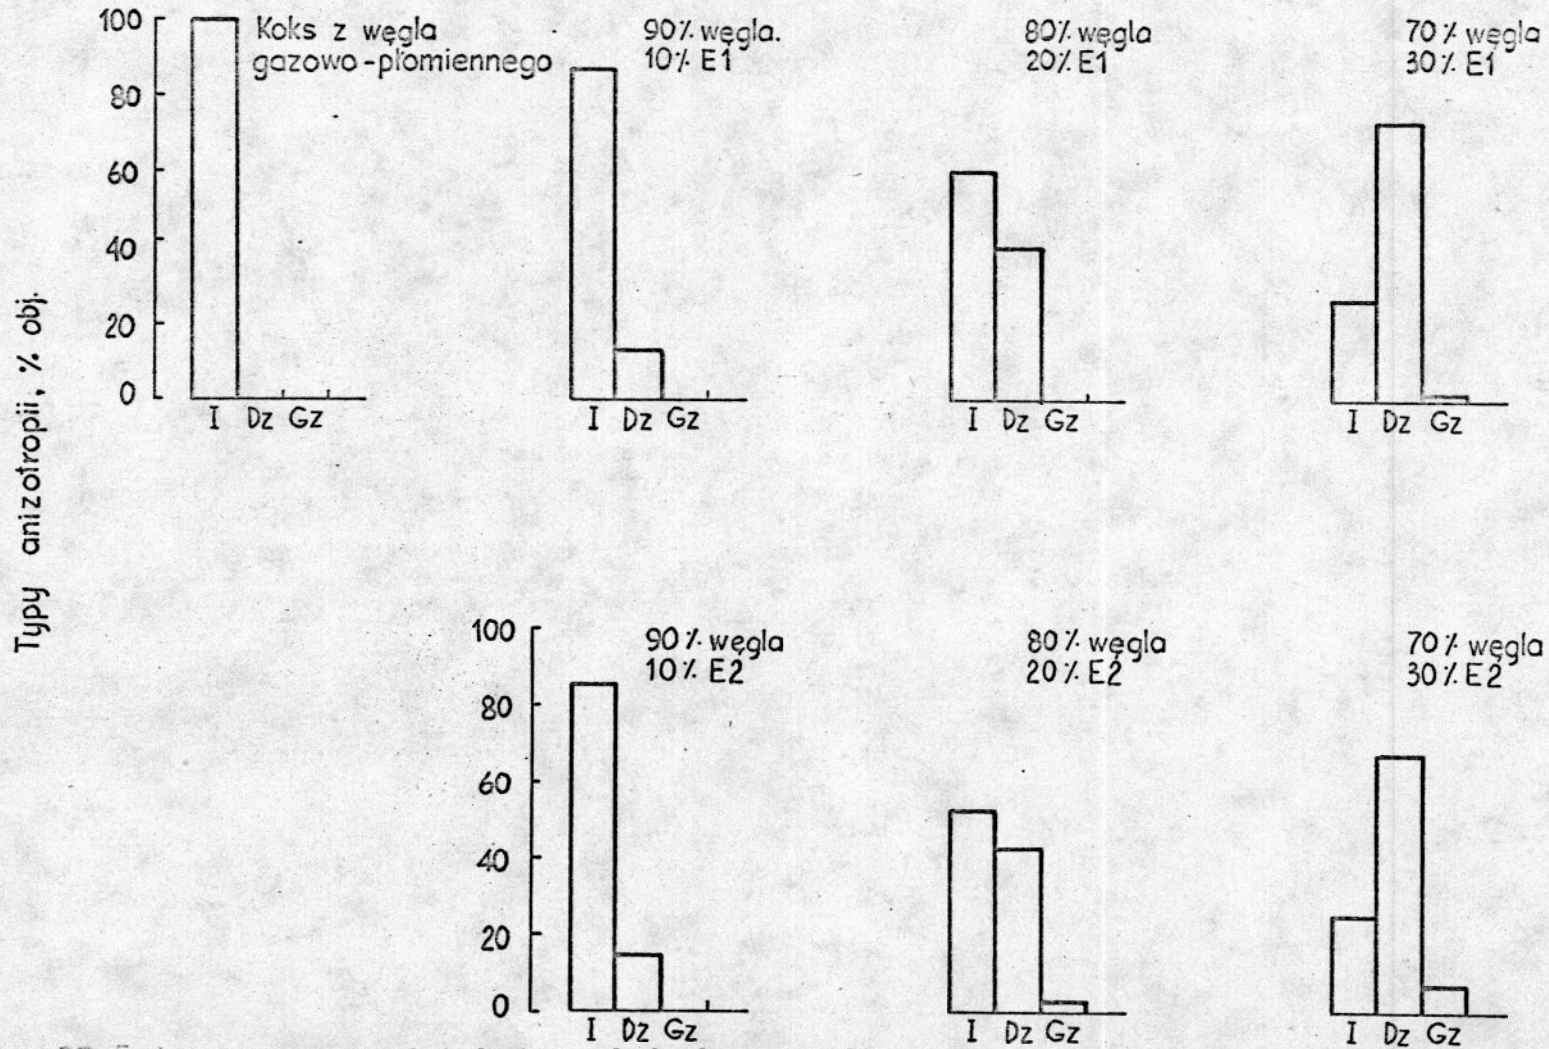 Typy anizotropii, % obj.
100
80
60
40
20
0
Koks z węgla
gazowo-płomiennego
I Dz Gz
90% węgla.
10% E1
I Dz Gz
80% węgla
20% E1
I Dz Gz
70% węgla
30% E1
I Dz Gz
100
80
60
40
20
0
90% węgla
10% E2
I Dz Gz
80% węgla
20% E2
I Dz Gz
70% węgla
30% E2
I Dz Gz